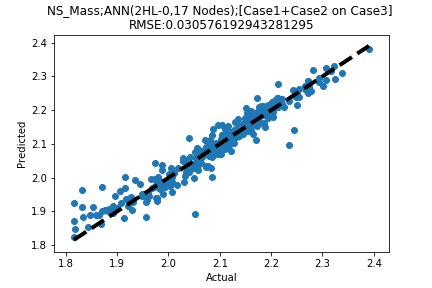 NS_Mass;ANN(2HL-0,17 Nodes);[Case1+Case2 on Case3]
RMSE:0.030576192943281295
2.4
2.3
2.2
2.1
2.0
1.9
1.8
Predicted
1.8 1.9 2.0 2.1 2.2 2.3 2.4
Actual